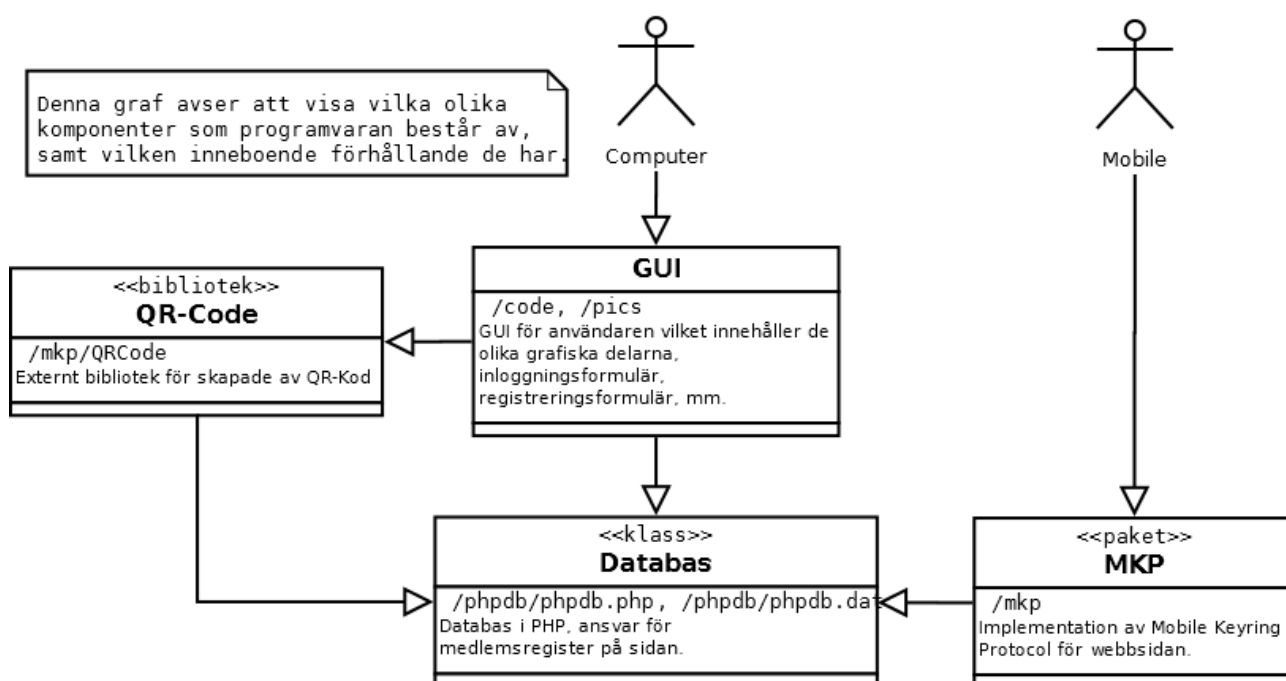 Denna graf avser att visa vilka olika
komponenter som programvaran består av,
samt vilken inneboende förhållande de har.
Computer
Mobile
<<bibliotek>>
QR-Code
/mkp/QRCode
Externt bibliotek för skapade av QR-Kod
GUI
/code, /pics
GUI för användaren vilket innehåller de
olika grafiska delarna,
inloggningsformulär,
registreringsformulär, mm.
<<klass>>
Databas
/phpdb/phpdb.php, /phpdb/phpdb.dat
Databas i PHP, ansvar för
medlemsregister på sidan.
<<paket>>
MKP
/mkp
Implementation av Mobile Keyring
Protocol för webbsidan.